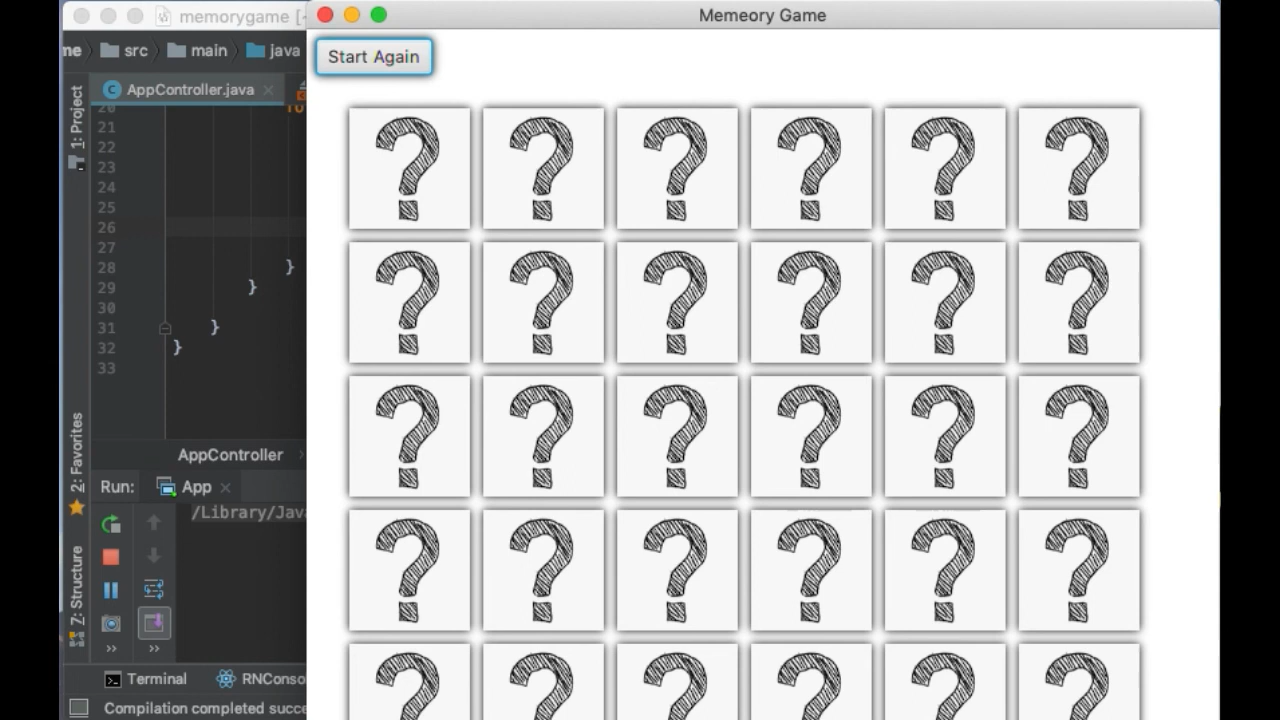 memorygame [-
Memeory Game
me
src
main
java
Start Again
1: Project
AppController.java
20
21
22
23
24
25
26
27
28 }
29 }
30
31 }
32 }
33
2: Favorites
AppController
Run: App
/Library/Java
Z: Structure
Terminal
RNConso
Compilation completed succe